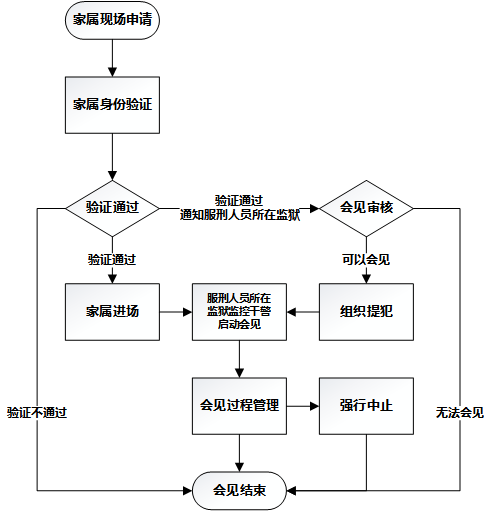 家属现场申请
家属身份验证
验证通过
验证通过
通知服刑人员所在监狱
会见审核
验证通过
可以会见
家属进场
服刑人员所在
监狱监控干警
启动会见
组织提犯
验证不通过
会见过程管理
强行中止
无法会见
会见结束